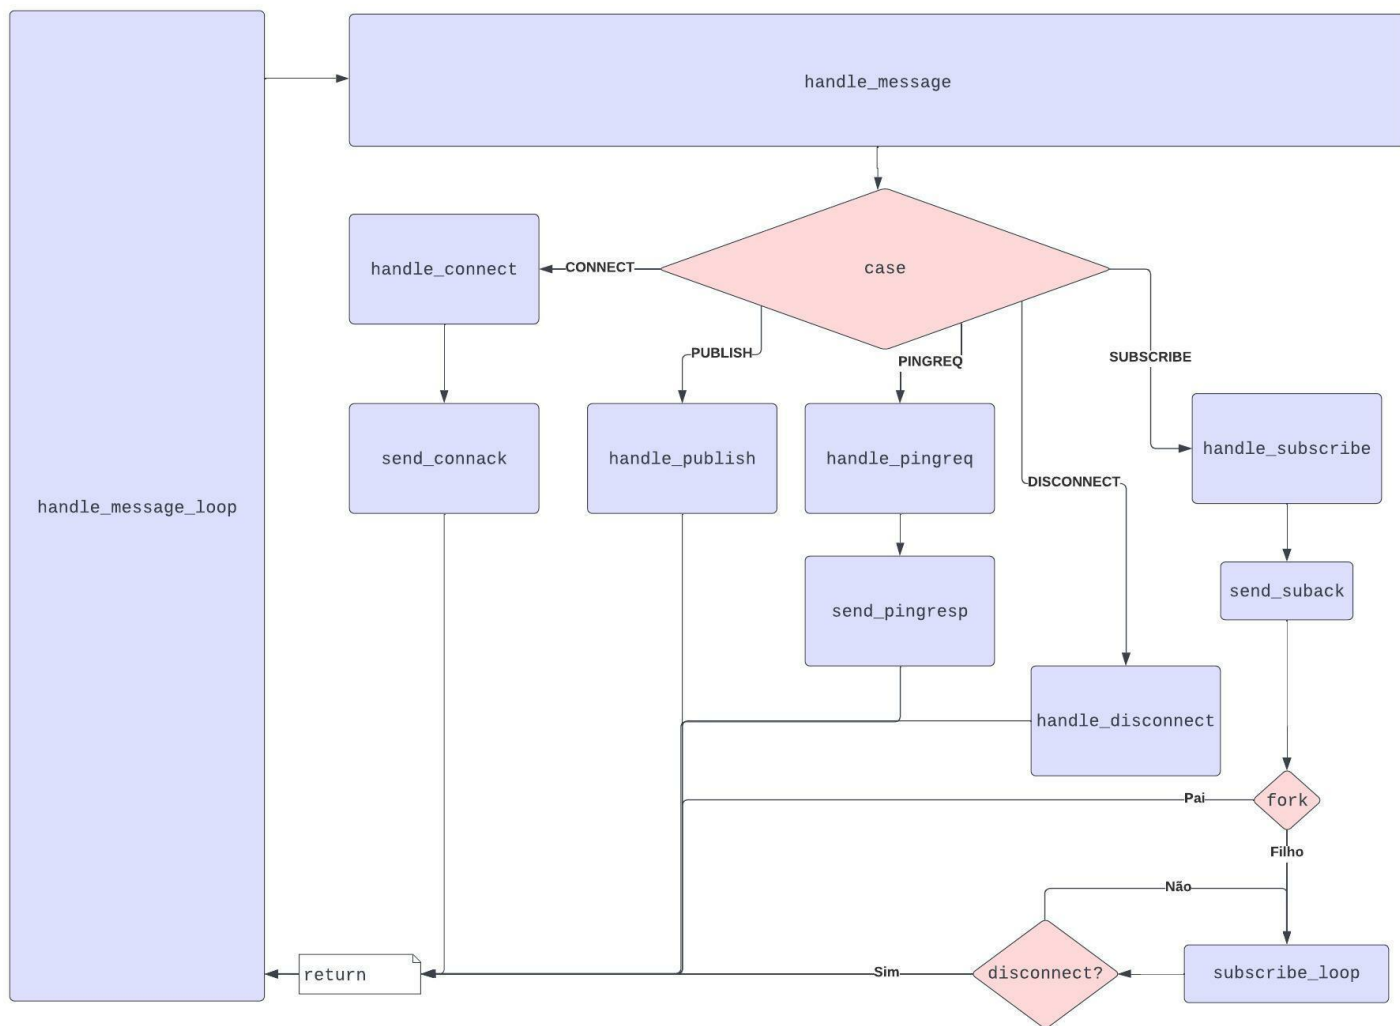 handle_message
handle_connect
CONNECT
case
PUBLISH
PINGREQ
SUBSCRIBE
send_connack
handle_publish
handle_pingreq
DISCONNECT
handle_subscribe
handle_message_loop
send_pingresp
send_suback
handle_disconnect
Pai
fork
Filho
Não
return
Sim
disconnect?
subscribe_loop